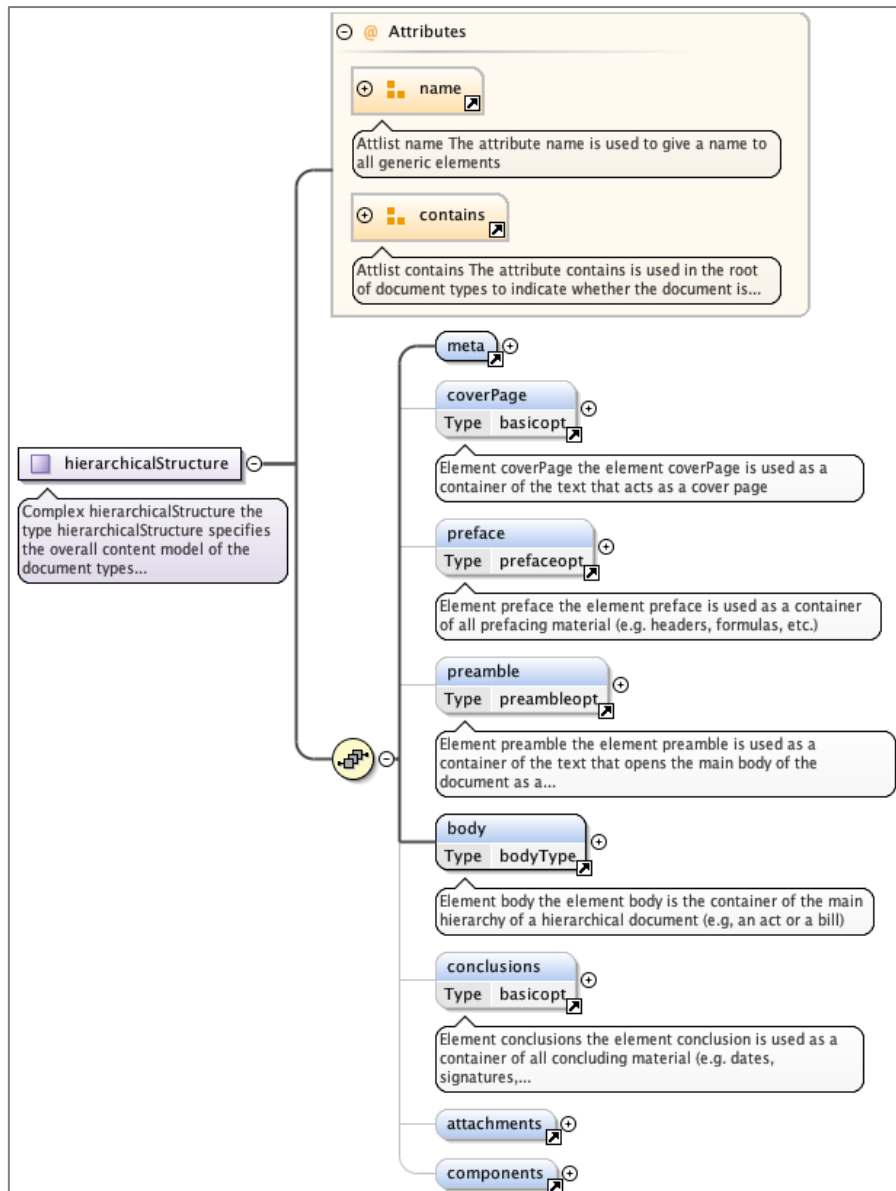 @ Attributes
name
Attlist name The attribute name is used to give a name to
all generic elements
contains
Attlist contains The attribute contains is used in the root
of document types to indicate whether the document is...
meta
coverPage
Type basicopt
Element coverPage the element coverPage is used as a
container of the text that acts as a cover page
hierarchicalStructure
Complex hierarchicalStructure the
type hierarchicalStructure specifies
the overall content model of the
document types...
preface
Type prefaceopt
Element preface the element preface is used as a container
of all prefacing material (e.g. headers, formulas, etc.)
preamble
Type preambleopt
Element preamble the element preamble is used as a
container of the text that opens the main body of the
document as a...
body
Type bodyType
Element body the element body is the container of the main
hierarchy of a hierarchical document (e.g, an act or a bill)
conclusions
Type basicopt
Element conclusions the element conclusion is used as a
container of all concluding material (e.g. dates,
signatures,...
attachments
components